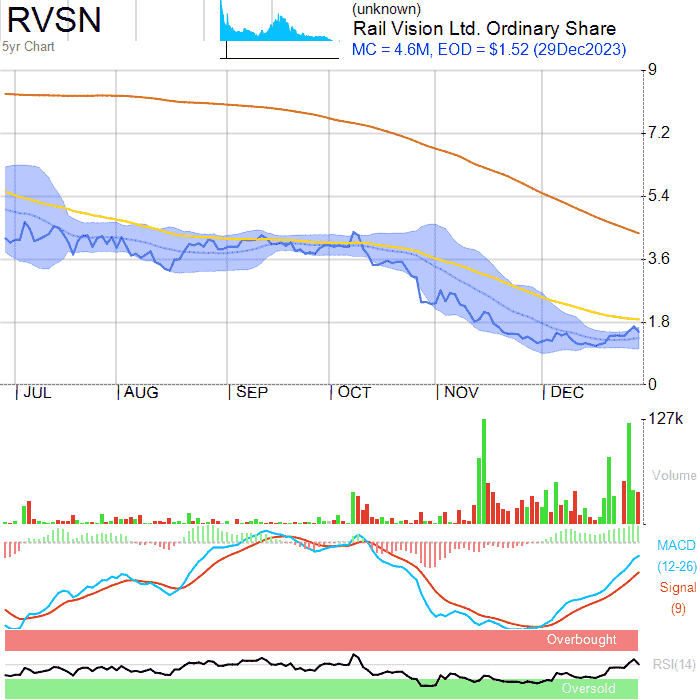 RVSN
5yr Chart
(unknown)
Rail Vision Ltd. Ordinary Share
MC = 4.6M, EOD = $1.52 (29Dec2023)
9
7.2
5.4
3.6
1.8
0
JUL AUG SEP OCT NOV DEC
127k
Volume
MACD
(12-26)
Signal
(9)
Overbought
RSI(14)
Oversold